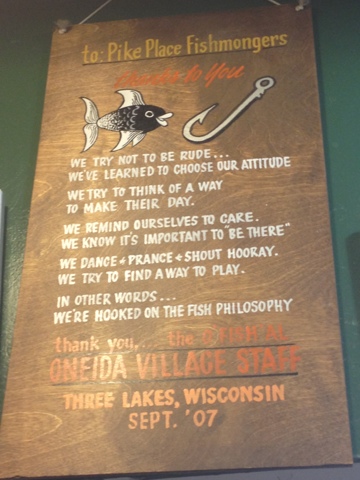 to: Pike Place Fishmongers
to You
WE TRY NOT TO BE RUDE...
WE'VE LEARNED TO CHOOSE OUR ATTITUDE
WE TRY TO THINK OF A WAY
TO MAKE THEIR DAY.
WE REMIND OURSELVES TO CARE.
WE KNOW IT'S IMPORTANT TO "BE THERE"
WE DANCE + PRANCE + SHOUT HOORAY.
WE TRY TO FIND A WAY TO PLAY.
IN OTHER WORDS...
WE'RE HOOKED ON THE FISH PHILOSOPHY
thank you,... the
ONEIDA VILLAGE STAFF
THREE LAKES, WISCONSIN
SEPT. '07